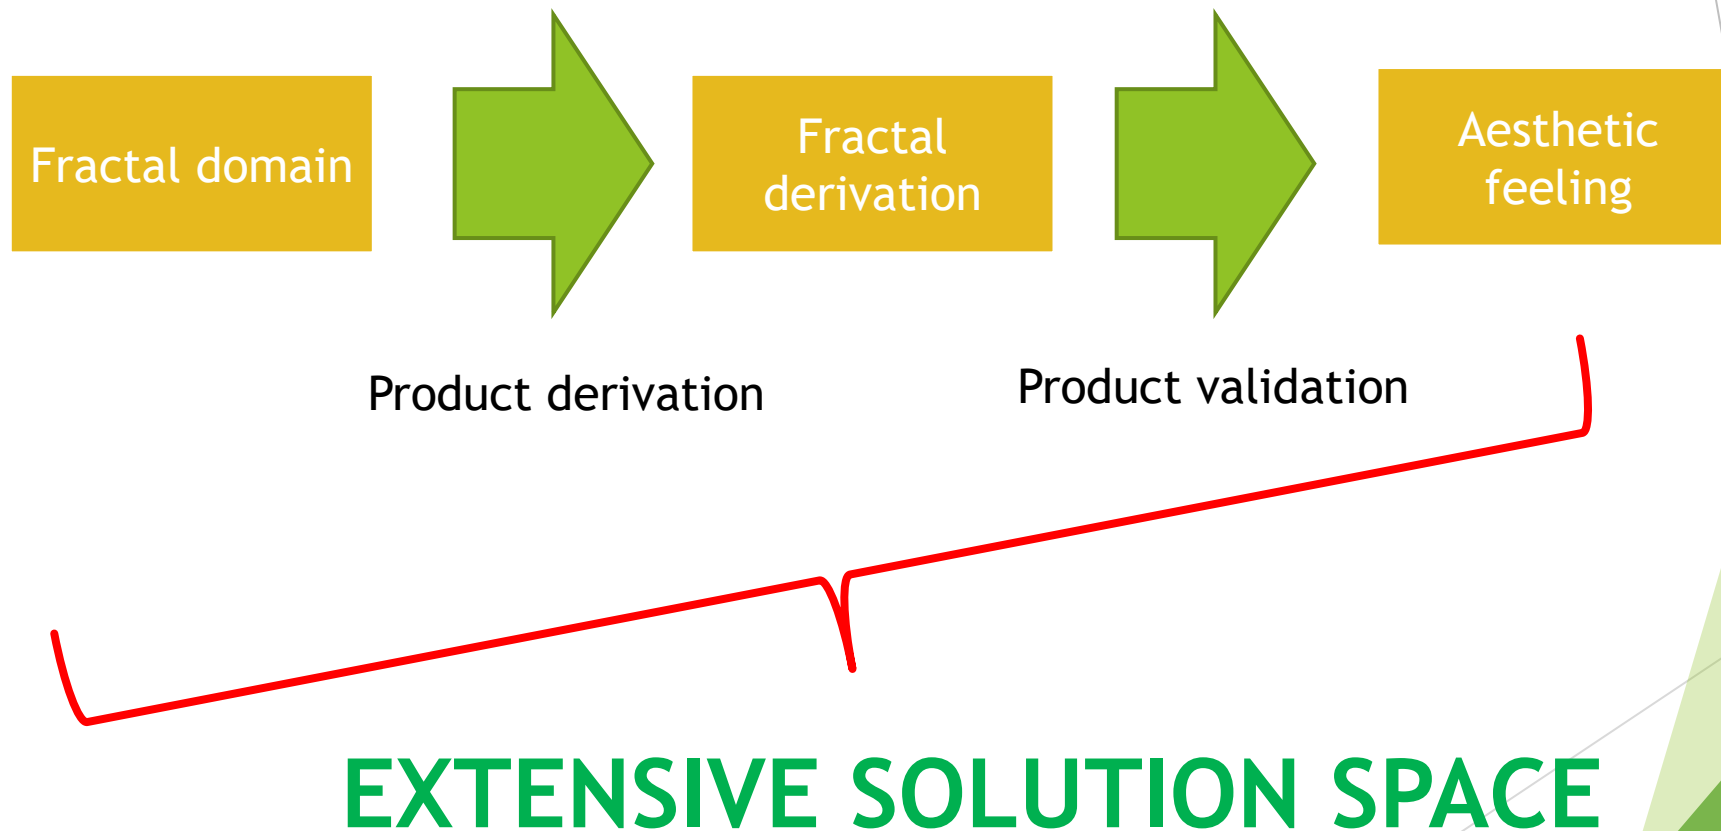 Fractal domain
Fractal
derivation
Aesthetic
feeling
Product derivation
Product validation
EXTENSIVE SOLUTION SPACE